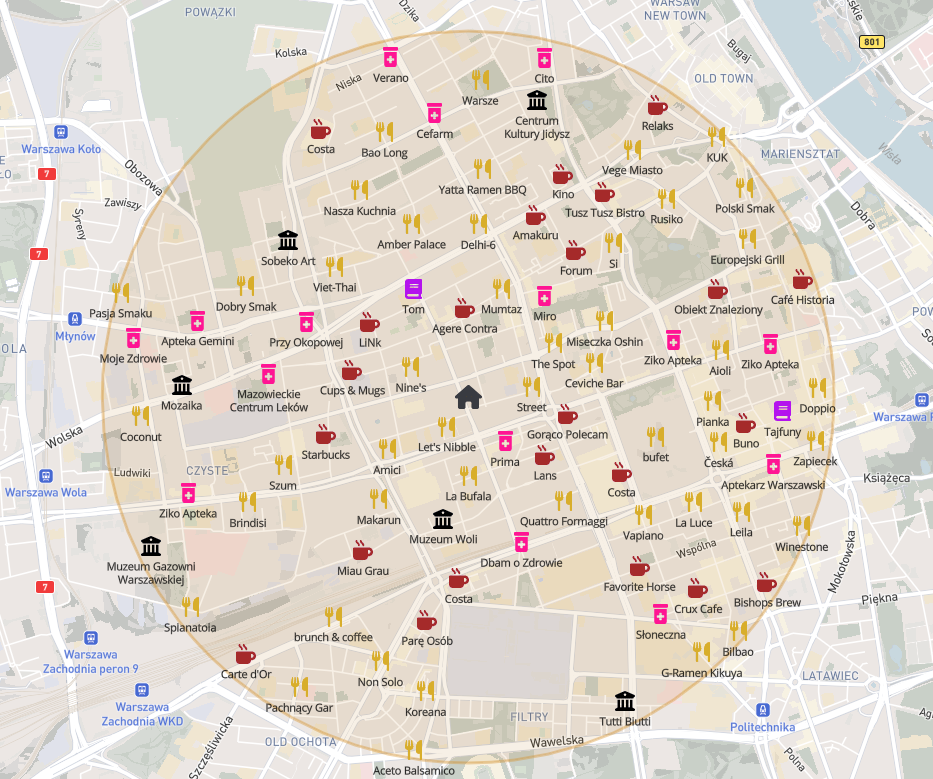 POWĄZKI
Dzika
WARSAW
NEW TOWN
801
Kolska
Bugaj
Niska
Verano
Cito
OLD TOWN
Warsze
Centrum
Kultury Jidysz
Relaks
Cefarm
Costa
Bao Long
Warszawa Koło
KUK
MARIENSZTAT
Wisła
Vege Miasto
7
Obozowa
Yatta Ramen BBQ
Kino
Zawiszy
Nasza Kuchnia
Tusz Tusz Bistro
Rusiko
Polski Smak
Dobra
Syreny
Amber Palace
Delhi-6
Amakuru
7
Sobeko Art
Forum
Si
Europejski Grill
Viet-Thai
Pasja Smaku
Dobry Smak
Tom
Mumtaz
Miro
Obiekt Znaleziony
Café Historia
Młynów
Apteka Gemini
Przy Okopowej
LiNk
Agere Contra
Miseczka Oshin
OLA
Moje Zdrowie
The Spot
Ziko Apteka
Aioli
Ziko Apteka
Mozaika
Mazowieckie
Centrum Leków
Cups & Mugs
Nine's
Ceviche Bar
Street
Doppio
Pianka
Tajfuny
Coconut
Wolska
Starbucks
Let's Nibble
Gorąco Polecam
Buno
Ludwiki
CZYSTE
Szum
Amici
Prima
Lans
bufet
Česká
Zapiecek
Warszawa Wola
La Bufala
Costa
Aptekarz Warszawski
Książęca
Ziko Apteka
Brindisi
Makarun
Quattro Formaggi
Vapiano
La Luce
Leila
Muzeum Woli
Winestone
Muzeum Gazowni
Warszawskiej
Miau Grau
Dbam o Zdrowie
Wspólna
Mokotowska
7
Favorite Horse
Crux Cafe
Bishops Brew
Piękna
Costa
Spianatola
brunch & coffee
Parę Osób
Słoneczna
Warszawa
Zachodnia peron 9
Bilbao
Carte d'Or
Non Solo
G-Ramen Kikuya
LATAWIEC
Warszawa
Zachodnia WKD
Pachnący Gar
Koreana
FILTRY
Tutti Biutti
Politechnika
Szczęśliwicka
OLD OCHOTA
Wawelska
Polna
Aceto Balsamico